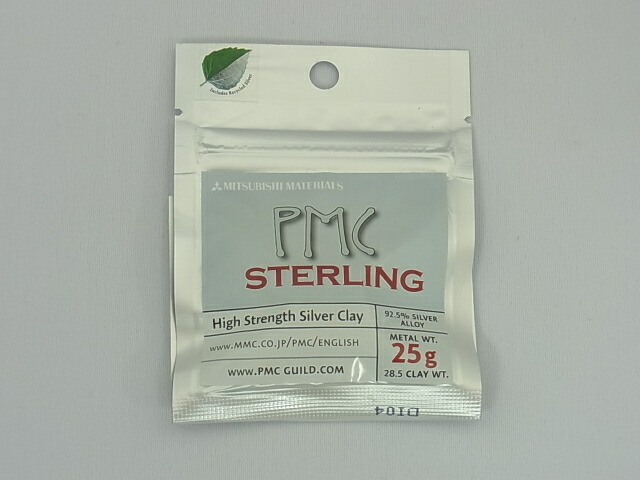 Includes Recycled Silver
MITSUBISHI MATERIALS
PMC
STERLING
High Strength Silver Clay
92.5% SILVER
ALLOY
WWW.MMC.CO.JP/PMC/ENGLISH
METAL WT.
25g
WWW.PMC GUILD.COM
28.5 CLAY WT.
DI04